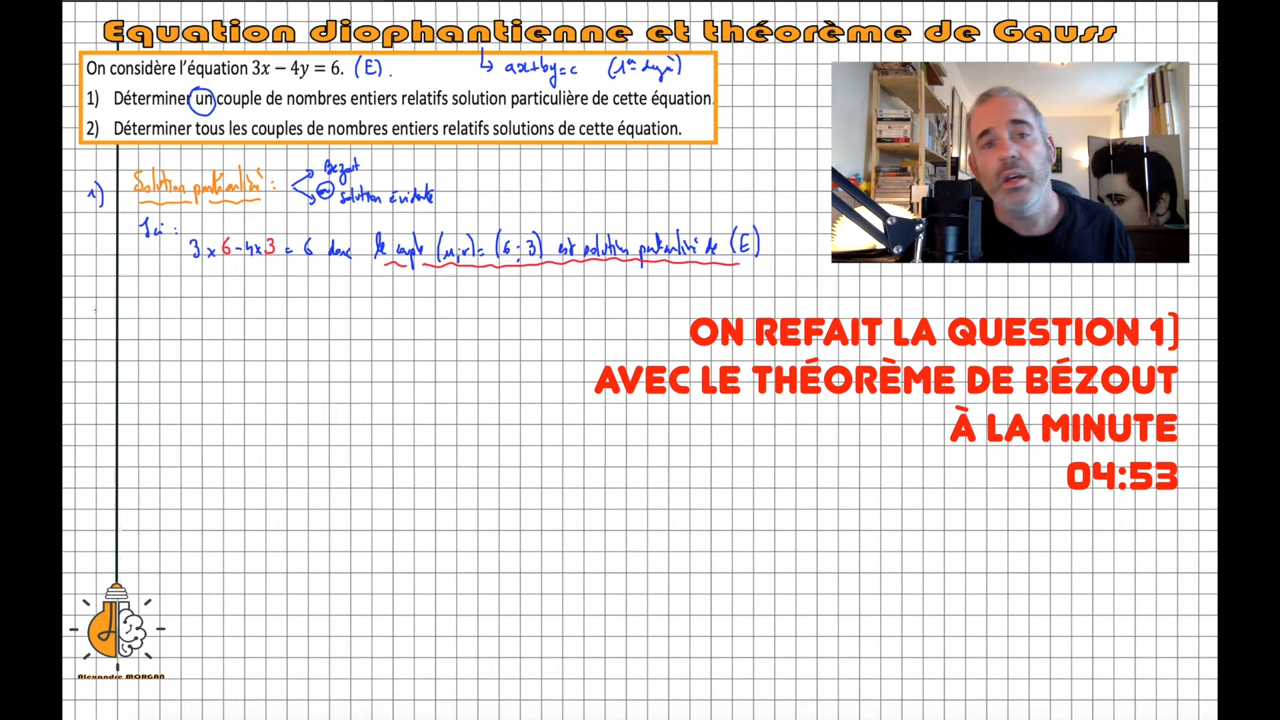 Equation diophantienne et théorème de Gauss
On considère l'équation 3x − 4y = 6. (E).
↳ ax+by=c (1er degré)
1) Déterminer un couple de nombres entiers relatifs solution particulière de cette équation.
2) Déterminer tous les couples de nombres entiers relatifs solutions de cette équation.
Bézout
1) Solution particulière :
ou solution évidente
Ici :
3 × 6 − 4 × 3 = 6 donc le couple (u,v) = (6 ; 3) est solution particulière de (E)
ON REFAIT LA QUESTION 1)
AVEC LE THÉORÈME DE BÉZOUT
À LA MINUTE
04:53
Alexandre MORGAN